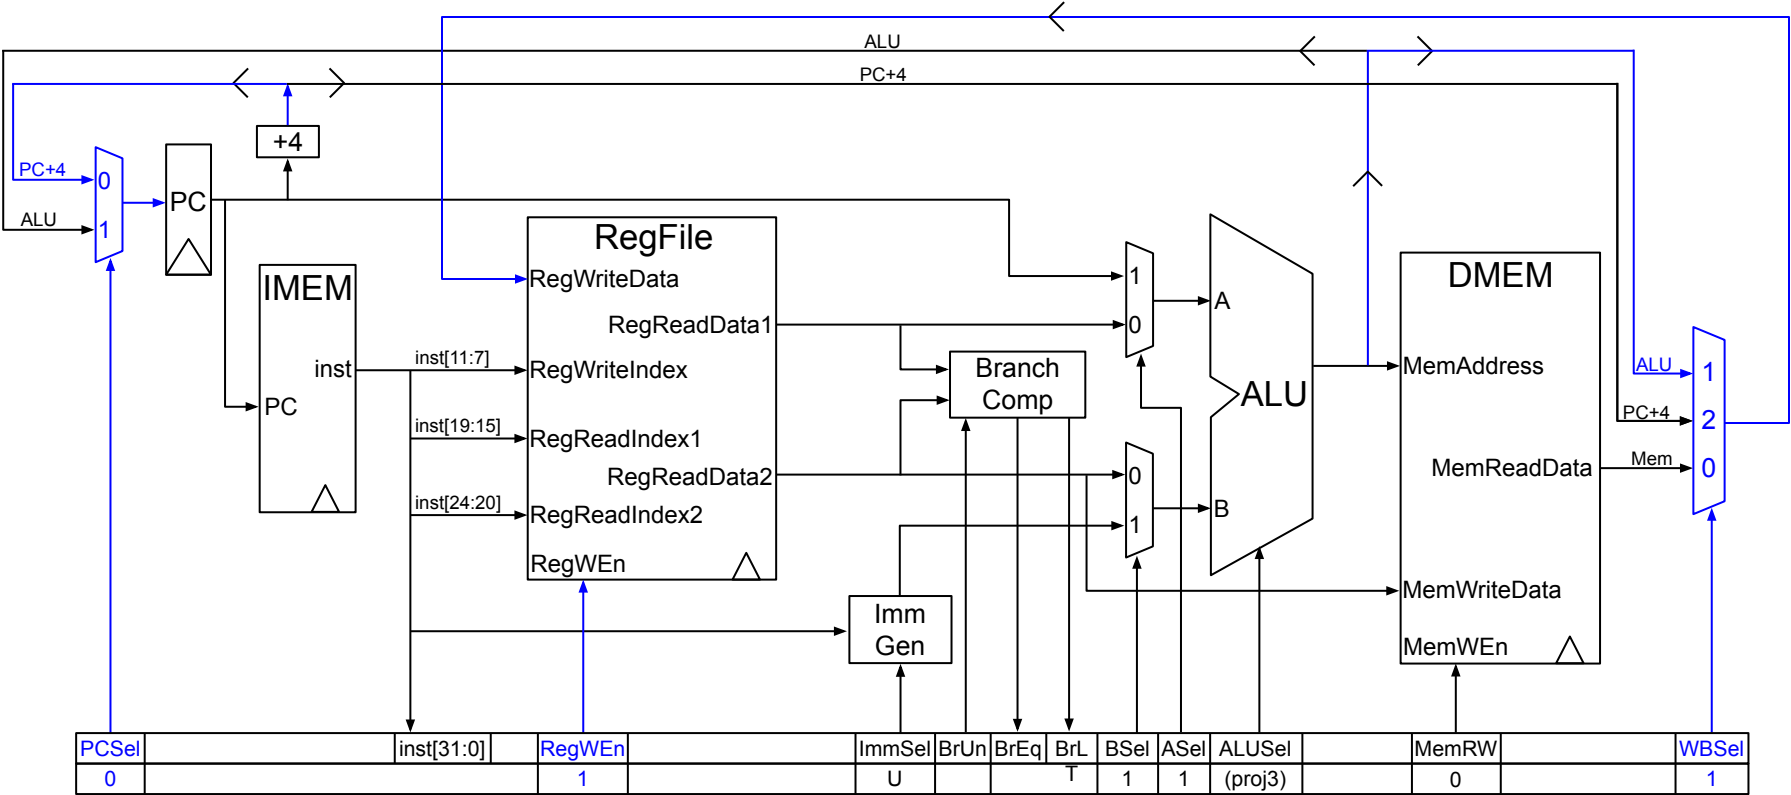 ALU
PC+4
+4
PC+4
0
PC
ALU
1
RegFile
IMEM
RegWriteData
1
DMEM
A
RegReadData1
0
inst
inst[11:7]
RegWriteIndex
Branch
Comp
MemAddress
ALU
1
ALU
PC
PC+4
2
inst[19:15]
RegReadIndex1
RegReadData2
0
MemReadData
Mem
0
inst[24:20]
RegReadIndex2
1
B
RegWEn
MemWriteData
Imm
Gen
MemWEn
PCSel
inst[31:0]
RegWEn
ImmSel
BrUn
BrEq
BrL
T
BSel
ASel
ALUSel
MemRW
WBSel
0
1
U
1
1
(proj3)
0
1